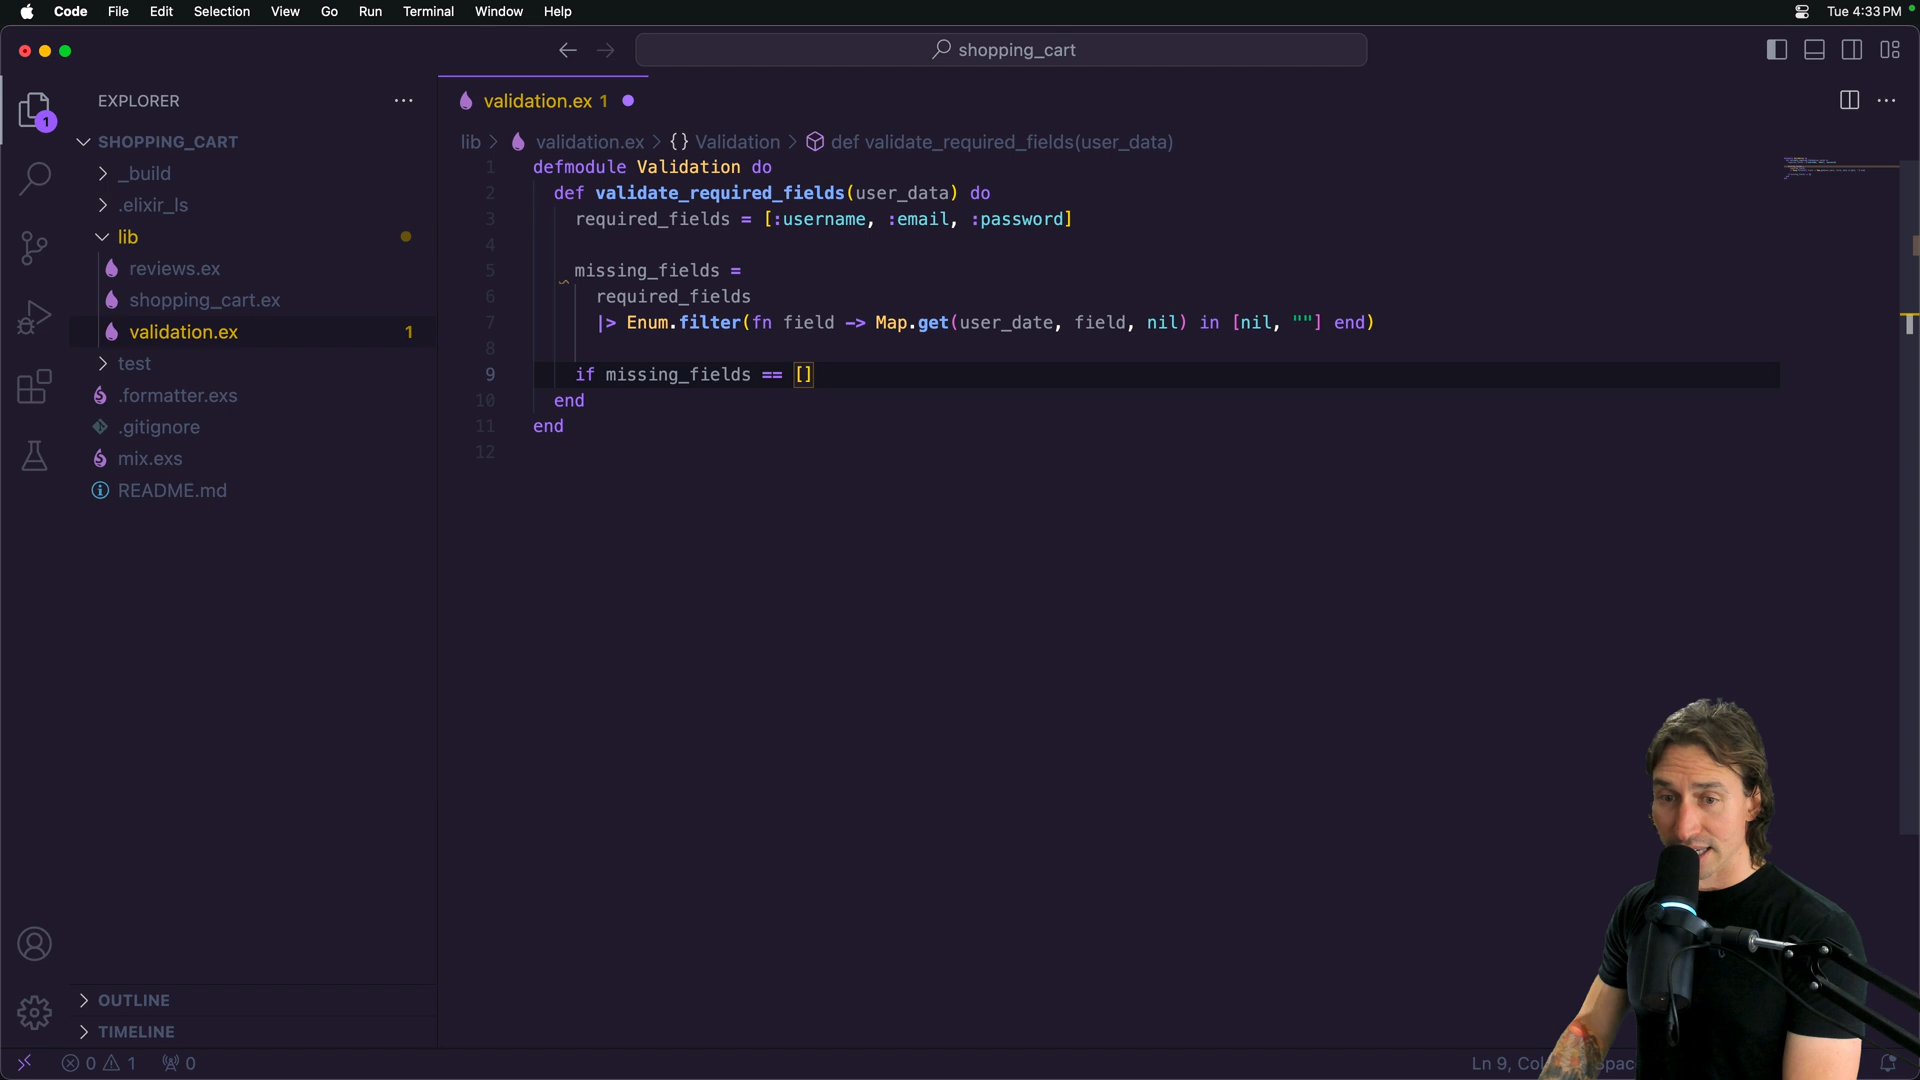 Code File Edit Selection View Go Run Terminal Window Help Tue 4:33 PM
shopping_cart
EXPLORER
SHOPPING_CART
_build
.elixir_ls
lib
reviews.ex
shopping_cart.ex
validation.ex 1
test
.formatter.exs
.gitignore
mix.exs
README.md
OUTLINE
TIMELINE
1
validation.ex 1
lib > validation.ex > {} Validation > def validate_required_fields(user_data)
1 defmodule Validation do
2 def validate_required_fields(user_data) do
3 required_fields = [:username, :email, :password]
4
5 missing_fields =
6 required_fields
7 |> Enum.filter(fn field -> Map.get(user_date, field, nil) in [nil, ""] end)
8
9 if missing_fields == []
10 end
11 end
12
0 1 0
Ln 9,